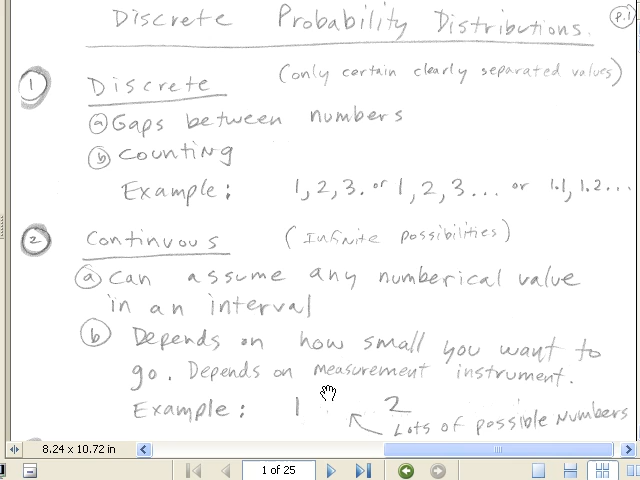 Discrete Probability Distributions.
p.1
1 Discrete (only certain clearly separated values)
a Gaps between numbers
b counting
Example: 1, 2, 3. or 1, 2, 3... or 1.1, 1.2...
2 Continuous (Infinite possibilities)
a Can assume any numberical value
in an interval
b Depends on how small you want to
go. Depends on measurement instrument.
Example: 1 2
Lots of possible Numbers
8.24 x 10.72 in
1 of 25